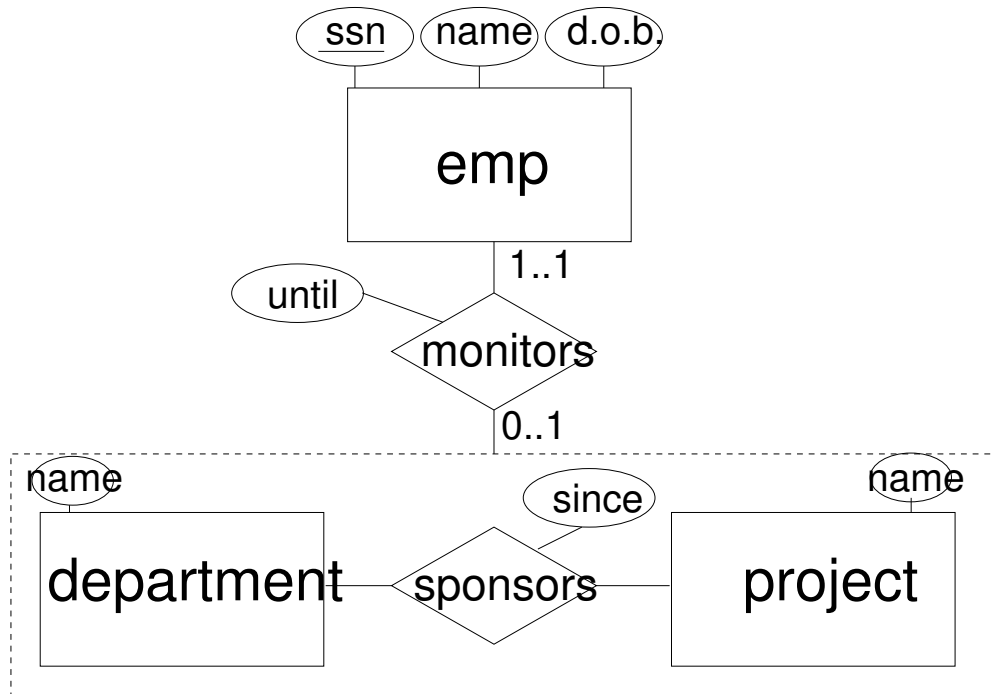 ssn name d.o.b.
emp
1..1
until
monitors
0..1
name name
since
department sponsors project